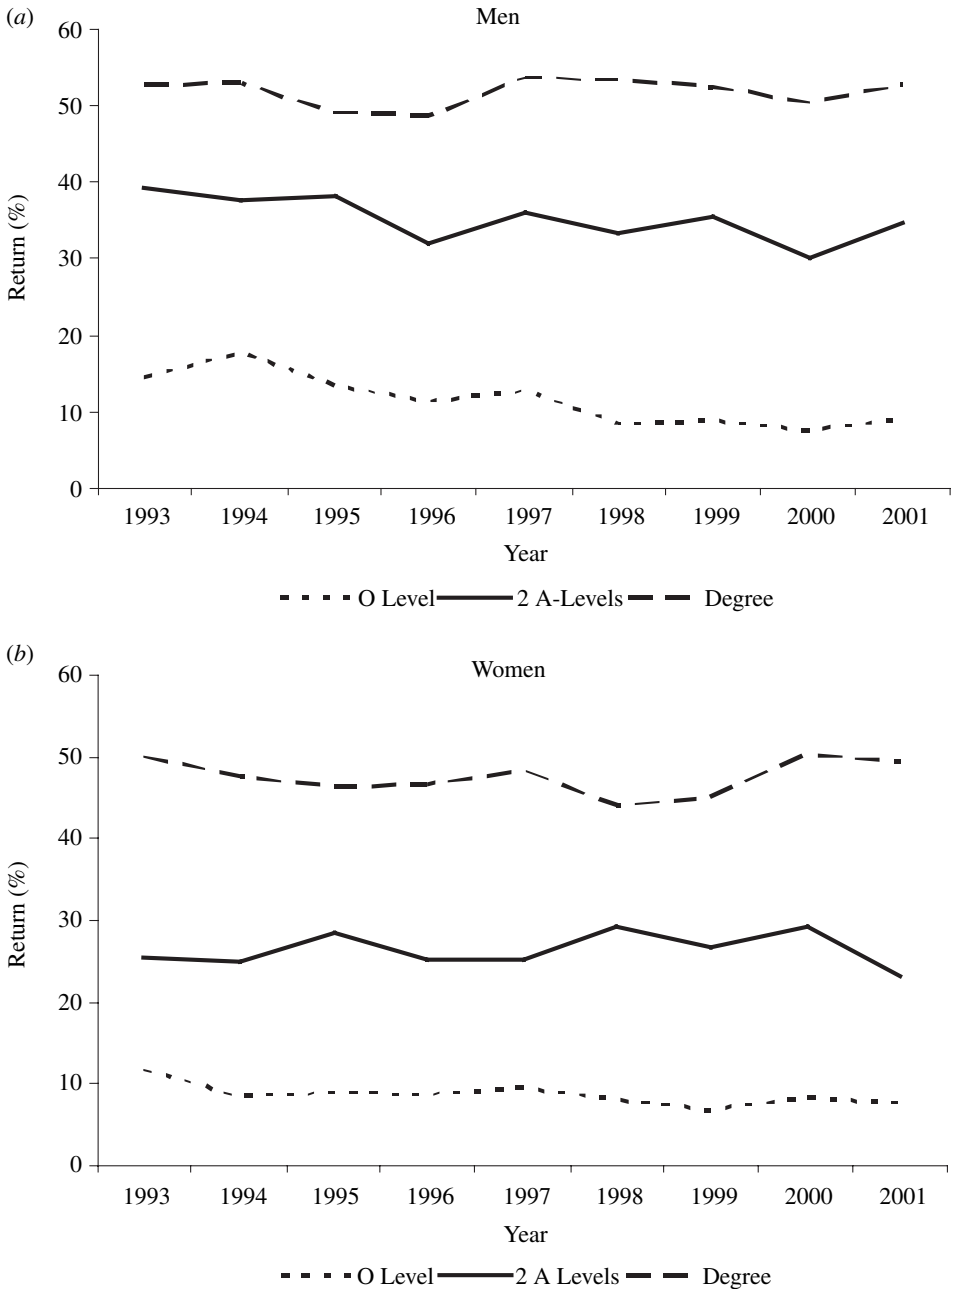 (a) Men
60
50
40
30
20
10
0
Return (%)
1993 1994 1995 1996 1997 1998 1999 2000 2001
Year
O Level 2 A-Levels Degree
(b) Women
60
50
40
30
20
10
0
Return (%)
1993 1994 1995 1996 1997 1998 1999 2000 2001
Year
O Level 2 A Levels Degree